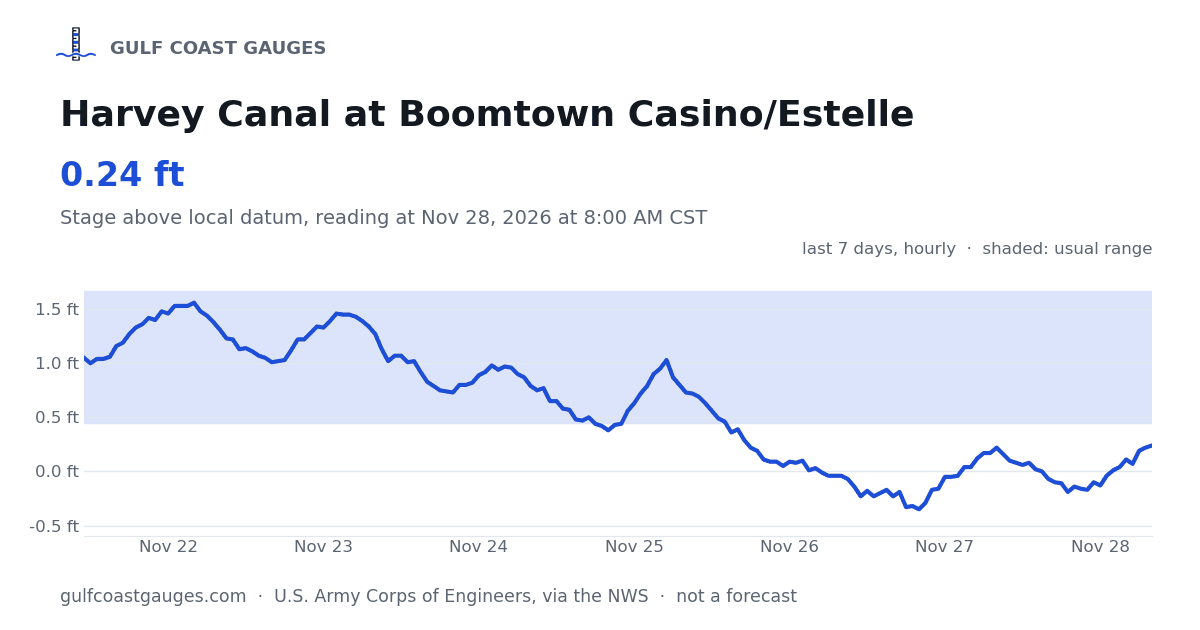 GULF COAST GAUGES
Harvey Canal at Boomtown Casino/Estelle
0.24 ft
Stage above local datum, reading at Nov 28, 2026 at 8:00 AM CST
last 7 days, hourly · shaded: usual range
1.5 ft
1.0 ft
0.5 ft
0.0 ft
-0.5 ft
Nov 22 Nov 23 Nov 24 Nov 25 Nov 26 Nov 27 Nov 28
gulfcoastgauges.com · U.S. Army Corps of Engineers, via the NWS · not a forecast